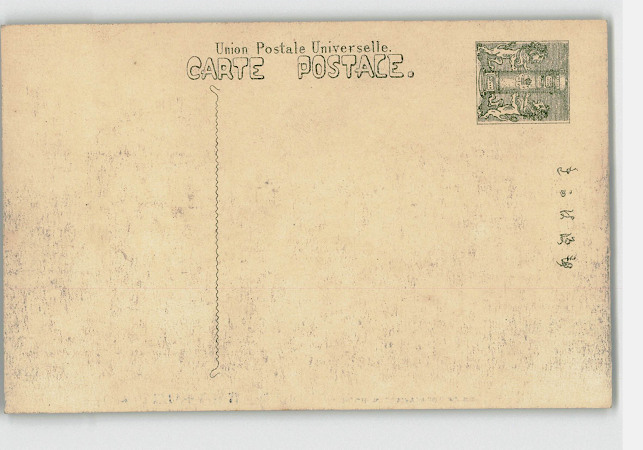 Union Postale Universelle.
CARTE POSTALE.